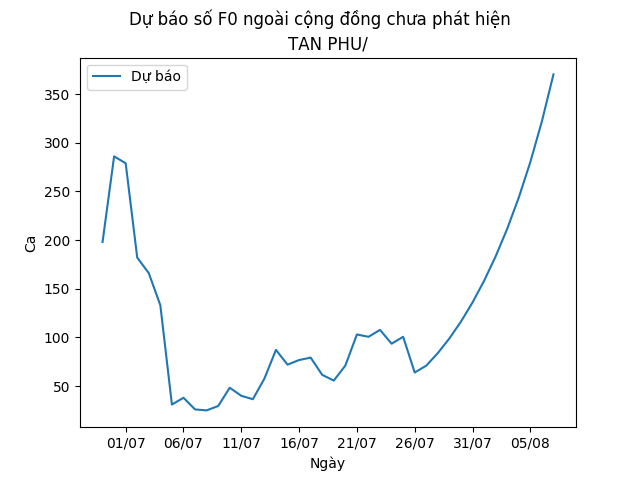 Dự báo số F0 ngoài cộng đồng chưa phát hiện
TAN PHU/
Dự báo
350
300
250
200
150
100
50
Ca
01/07 06/07 11/07 16/07 21/07 26/07 31/07 05/08
Ngày